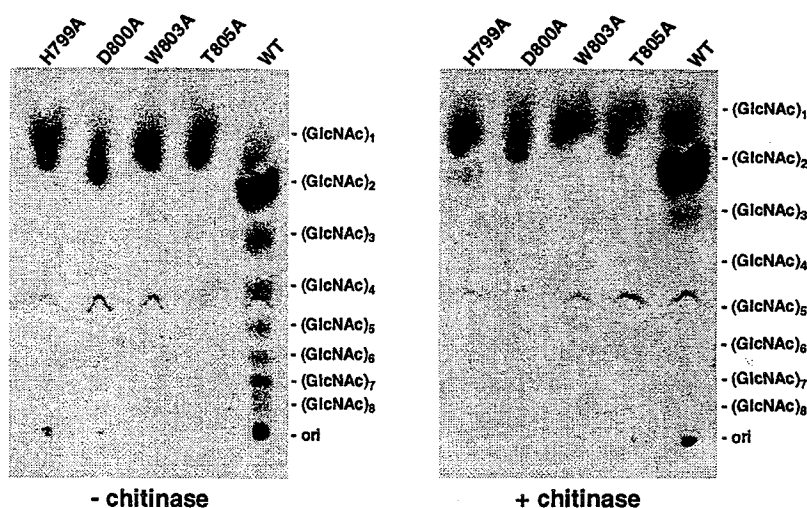 H799A D800A W803A T805A WT
- (GlcNAc)1
- (GlcNAc)2
- (GlcNAc)3
- (GlcNAc)4
- (GlcNAc)5
- (GlcNAc)6
- (GlcNAc)7
- (GlcNAc)8
- ori
- chitinase
H799A D800A W803A T805A WT
- (GlcNAc)1
- (GlcNAc)2
- (GlcNAc)3
- (GlcNAc)4
- (GlcNAc)5
- (GlcNAc)6
- (GlcNAc)7
- (GlcNAc)8
- ori
+ chitinase